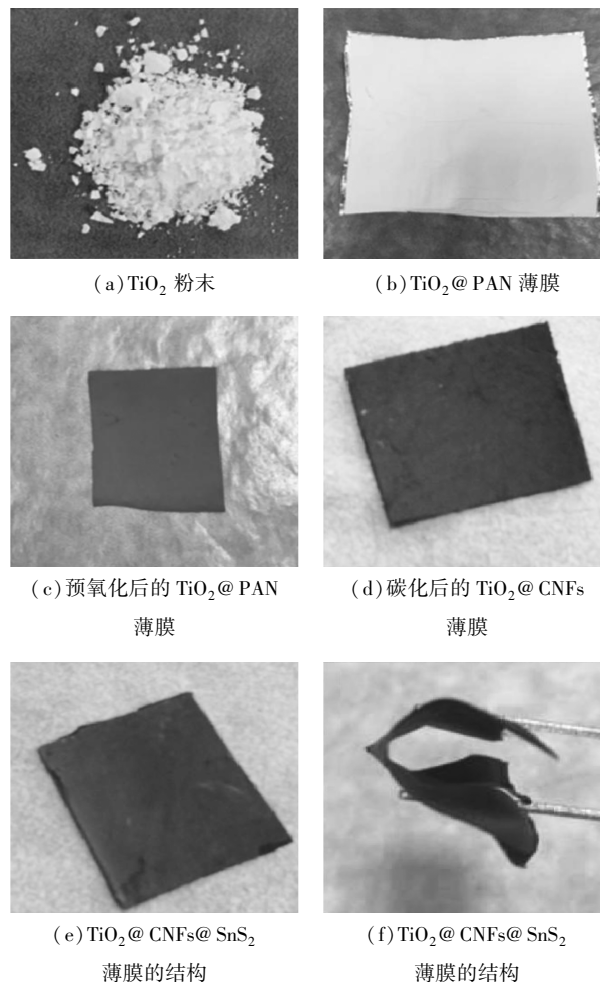 (a)TiO₂ 粉末
(b)TiO₂@PAN 薄膜
(c)预氧化后的 TiO₂@PAN
薄膜
(d)碳化后的 TiO₂@CNFs
薄膜
(e)TiO₂@CNFs@SnS₂
薄膜的结构
(f)TiO₂@CNFs@SnS₂
薄膜的结构